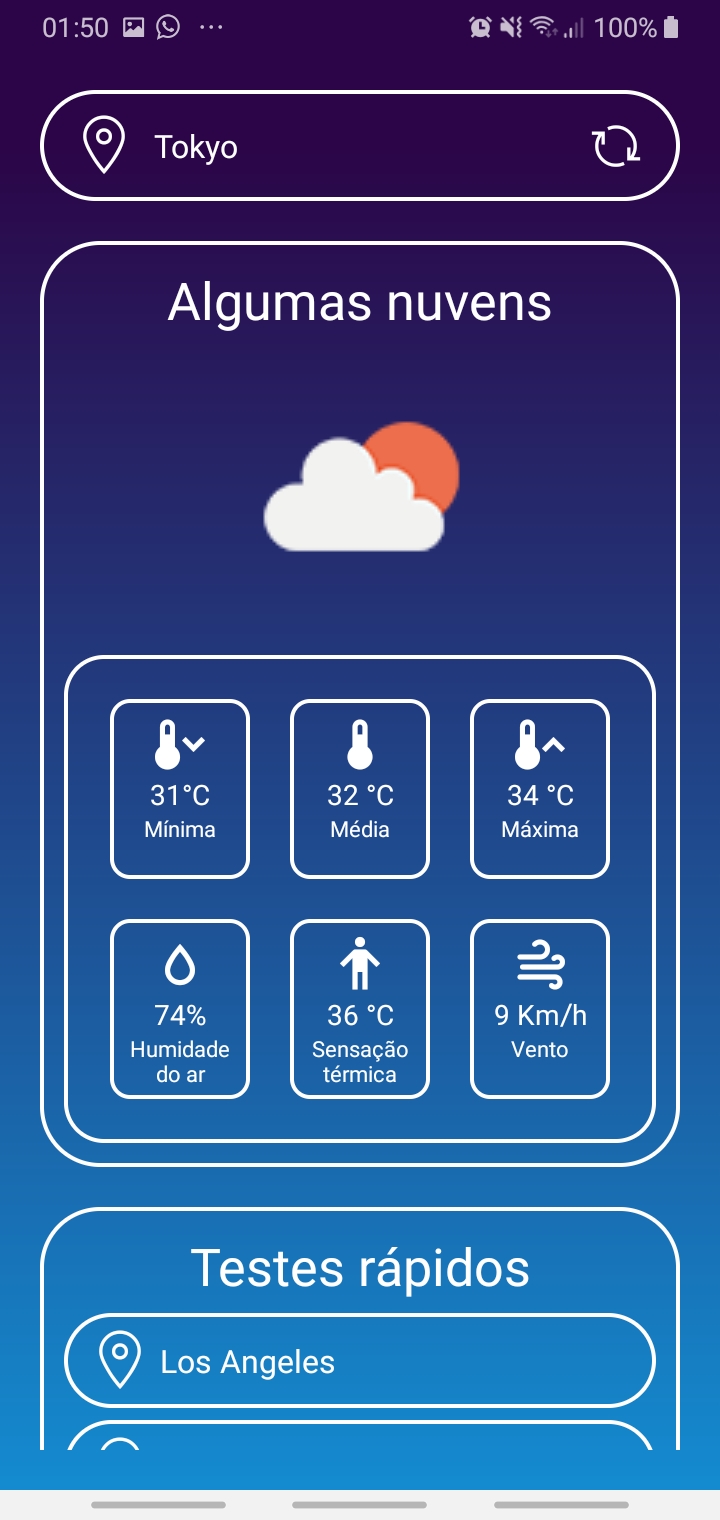 01:50 100%
Tokyo
Algumas nuvens
31°C 32 °C 34 °C
Mínima Média Máxima
74% 36 °C 9 Km/h
Humidade Sensação Vento
do ar térmica
Testes rápidos
Los Angeles